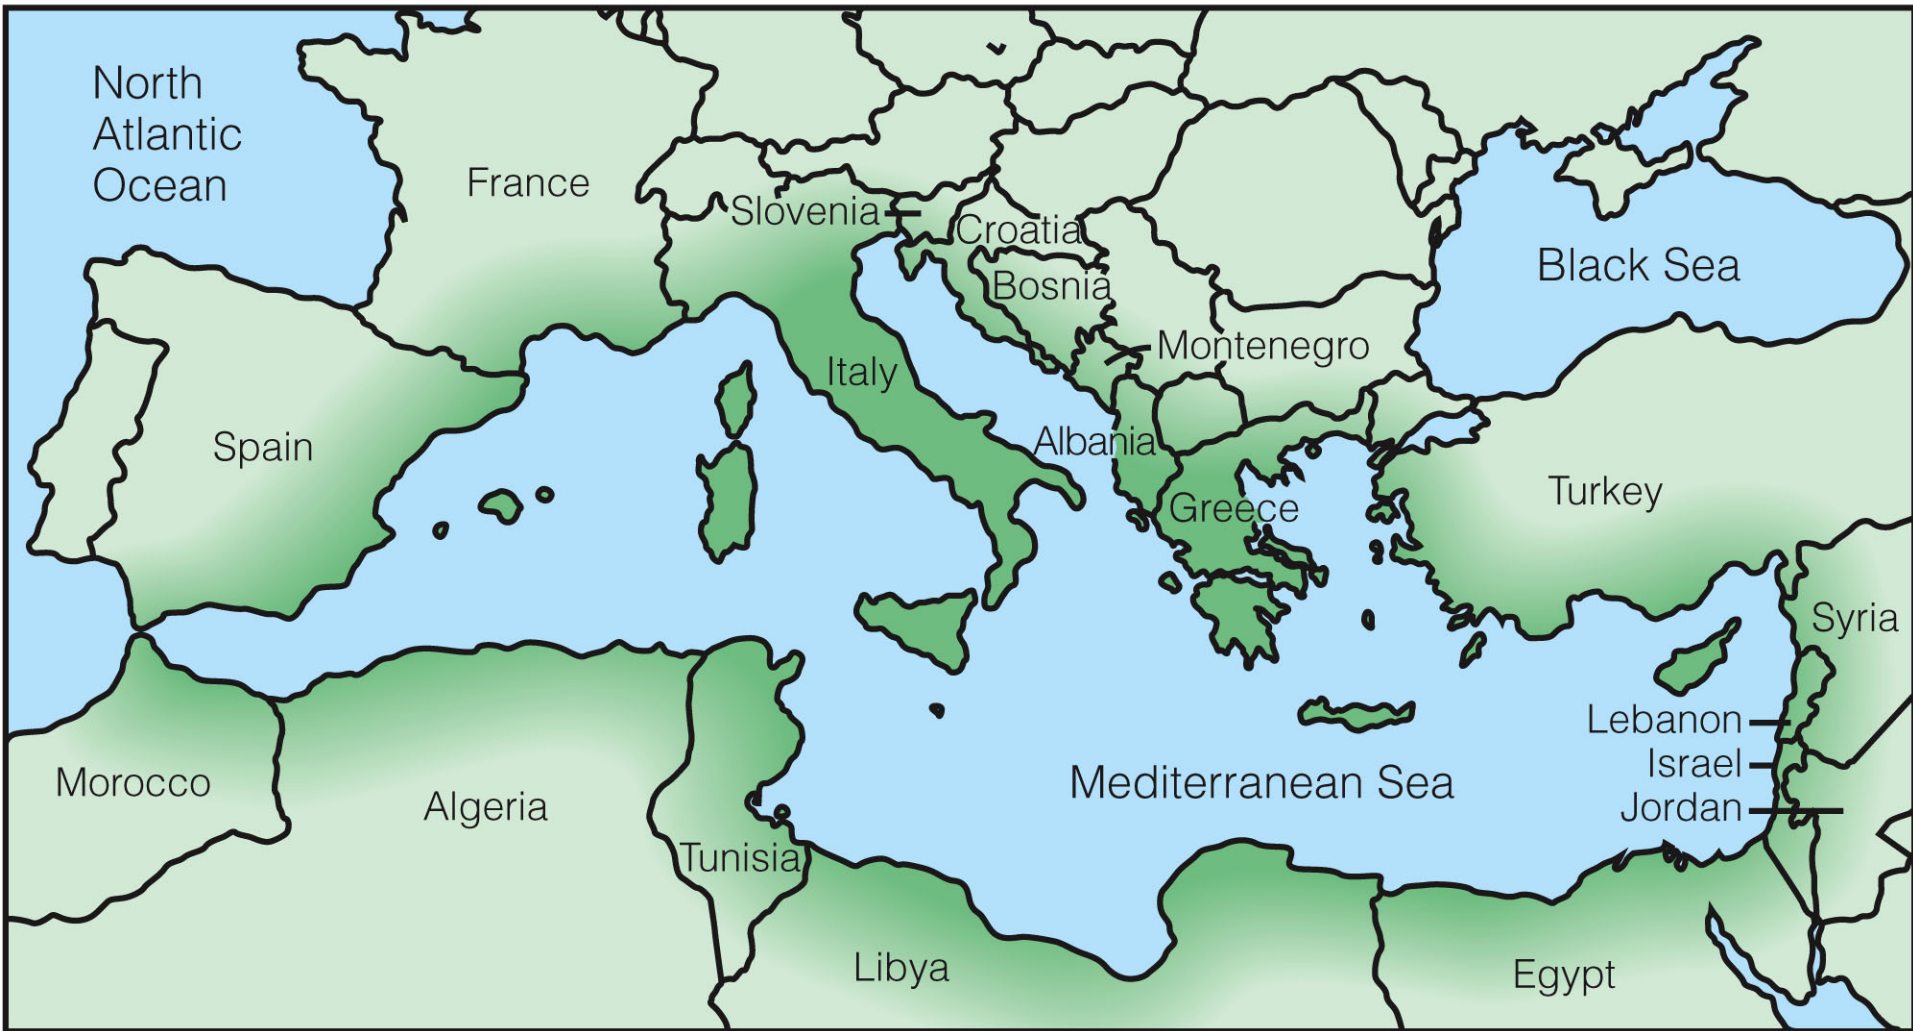 North
Atlantic
Ocean
France
Slovenia
Croatia
Black Sea
Bosnia
Montenegro
Italy
Spain
Albania
Greece
Turkey
Syria
Lebanon
Israel
Jordan
Mediterranean Sea
Morocco
Algeria
Tunisia
Libya
Egypt